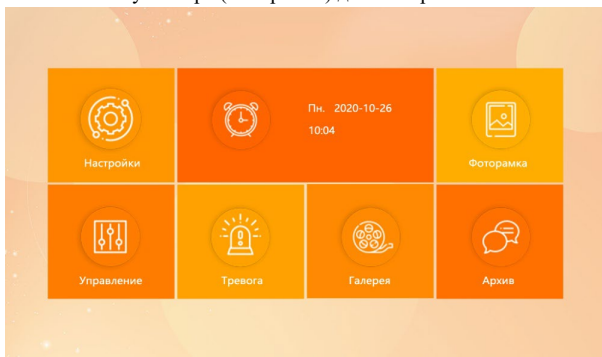 Пн. 2020-10-26
10:04
Настройки
Фоторамка
Управление
Тревога
Галерея
Архив